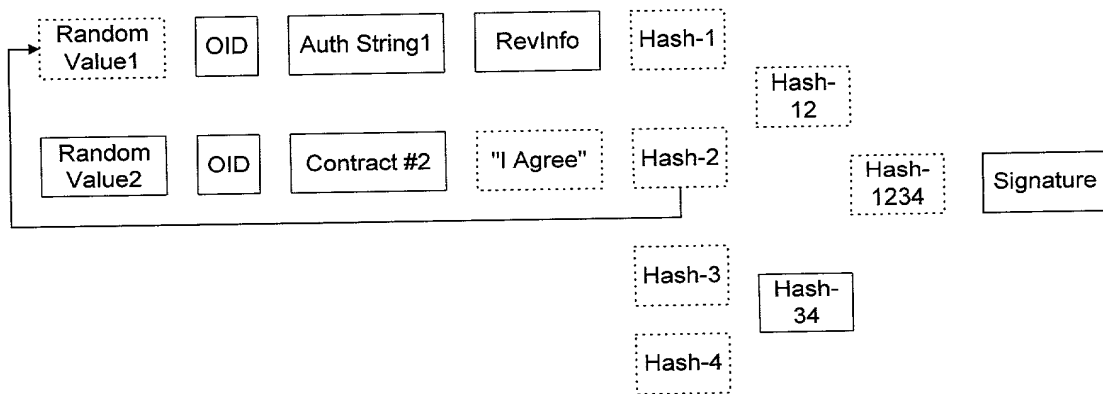 Random
Value1
OID
Auth String1
RevInfo
Hash-1
Hash-
12
Random
Value2
OID
Contract #2
"I Agree"
Hash-2
Hash-
1234
Signature
Hash-3
Hash-
34
Hash-4